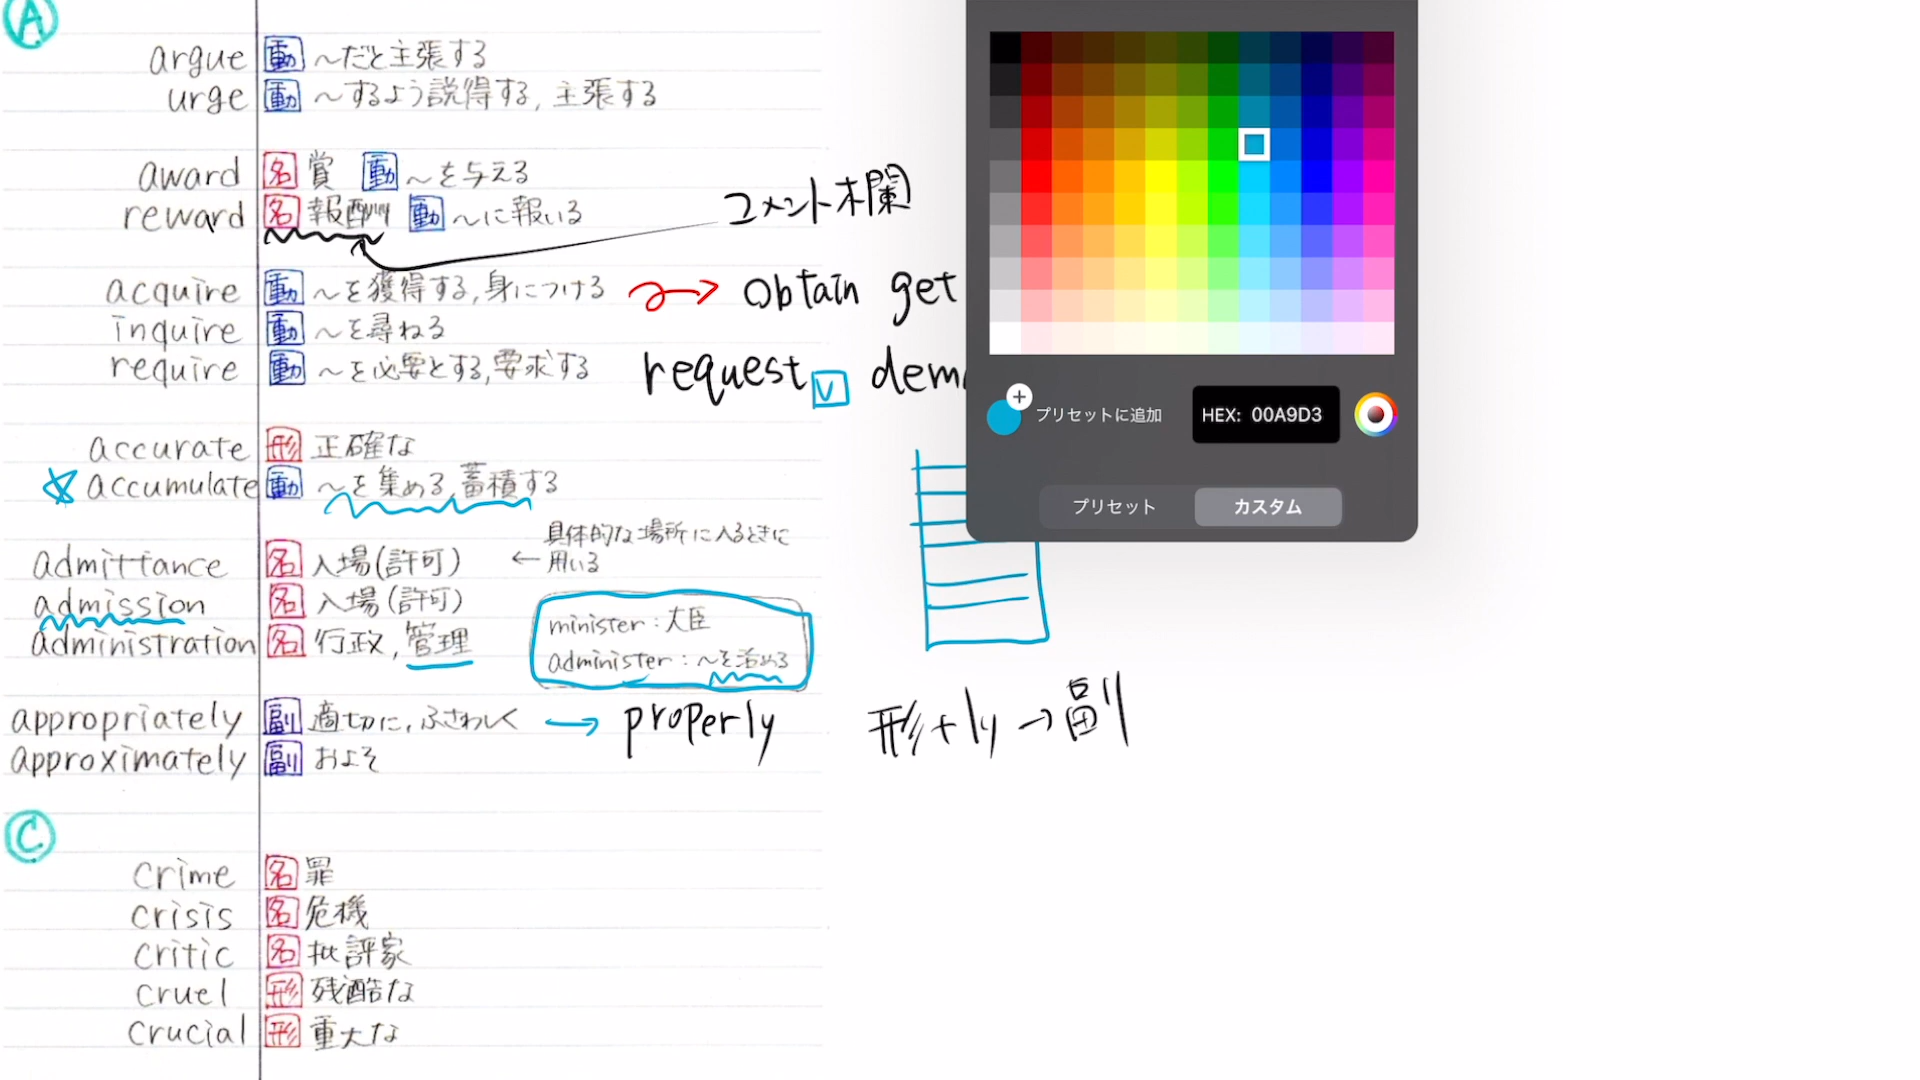 A
argue 動 〜だと主張する
urge 動 〜するよう説得する, 主張する
award 名 賞 動 〜を与える
reward 名 報酬 動 〜に報いる
コメント欄
acquire 動 〜を獲得する, 身につける → obtain get
inquire 動 〜を尋ねる
require 動 〜を必要とする, 要求する request v dem
accurate 形 正確な
☆ accumulate 動 〜を集める, 蓄積する
admittance 名 入場(許可) ← 具体的な場所に入るときに
用いる
admission 名 入場(許可)
administration 名 行政, 管理
minister : 大臣
administer : 〜を治める
appropriately 副 適切に, ふさわしく → properly
形+ly→副
approximately 副 およそ
C
crime 名 罪
crisis 名 危機
critic 名 批評家
cruel 形 残酷な
crucial 形 重大な
プリセットに追加 HEX: 00A9D3
プリセット カスタム